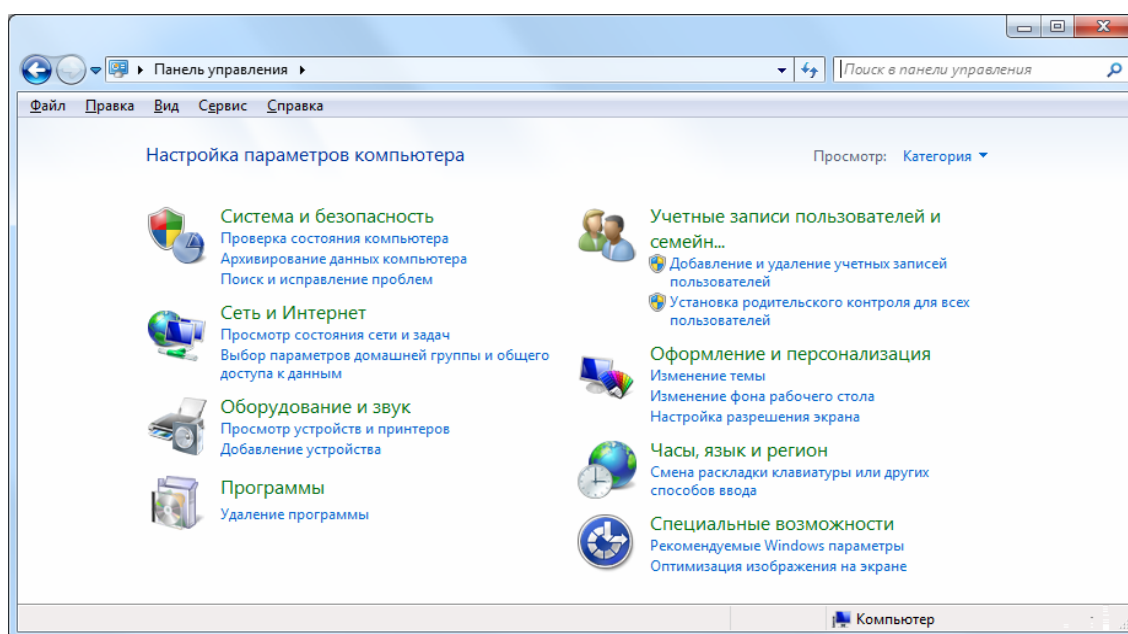 Панель управления
Поиск в панели управления
Файл Правка Вид Сервис Справка
Настройка параметров компьютера
Просмотр: Категория
Система и безопасность
Проверка состояния компьютера
Архивирование данных компьютера
Поиск и исправление проблем
Сеть и Интернет
Просмотр состояния сети и задач
Выбор параметров домашней группы и общего
доступа к данным
Оборудование и звук
Просмотр устройств и принтеров
Добавление устройства
Программы
Удаление программы
Учетные записи пользователей и
семейн...
Добавление и удаление учетных записей
пользователей
Установка родительского контроля для всех
пользователей
Оформление и персонализация
Изменение темы
Изменение фона рабочего стола
Настройка разрешения экрана
Часы, язык и регион
Смена раскладки клавиатуры или других
способов ввода
Специальные возможности
Рекомендуемые Windows параметры
Оптимизация изображения на экране
Компьютер